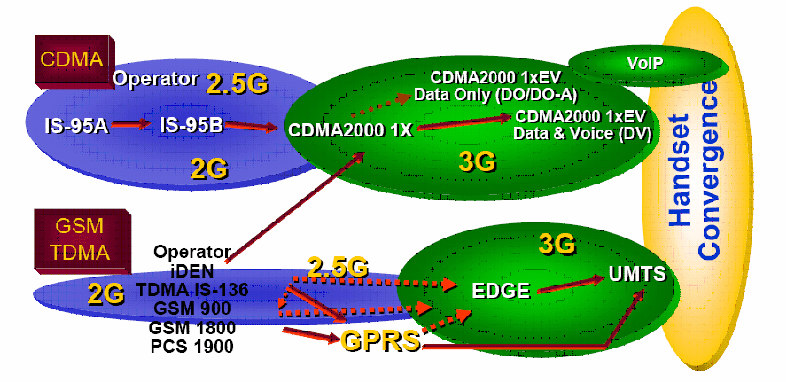 CDMA
Operator 2.5G
IS-95A
IS-95B
2G
CDMA2000 1X
CDMA2000 1xEV
Data Only (DO/DO-A)
CDMA2000 1xEV
Data & Voice (DV)
3G
VoIP
Handset
Convergence
GSM
TDMA
2G
Operator
iDEN
TDMA IS-136
GSM 900
GSM 1800
PCS 1900
2.5G
GPRS
3G
EDGE
UMTS